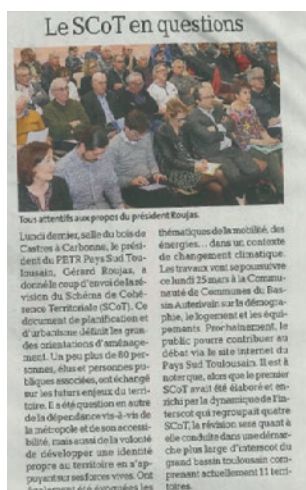 Le SCoT en questions
Tous attentifs aux propos du président Roujas.
Lundi dernier, salle du bois de
Castres à Carbonne, le prési-
dent du PETR Pays Sud Tou-
lousain, Gérard Roujas, a
donné le coup d'envoi de la ré-
vision du Schéma de Cohé-
rence Territoriale (SCoT). Ce
document de planification et
d'urbanisme définit les gran-
des orientations d'aménage-
ment. Un peu plus de 80 per-
sonnes, élus et personnes pu-
bliques associées, ont échangé
sur les futurs enjeux du terri-
toire. Il a été question en autre
de la dépendance vis-à-vis de
la métropole et de son accessi-
bilité, mais aussi de la volonté
de développer une identité
propre au territoire en s'ap-
puyant sur ses forces vives. Ont
également été évoquées les
thématiques de la mobilité, des
énergies... dans un contexte
de changement climatique.
Les travaux vont se poursuivre
ce lundi 25 mars à la Commu-
nauté de Communes du Bas-
sin Auterivain sur la démogra-
phie, le logement et les équi-
pements. Prochainement, le
public pourra contribuer au
débat via le site internet du
Pays Sud Toulousain. Il est à
noter que, alors que le premier
SCoT avait été élaboré et en-
richi par la dynamique de l'in-
terscot qui regroupait quatre
SCoT, la révision sera quant à
elle conduite dans une démar-
che plus large d'interscot du
grand bassin toulousain com-
prenant actuellement 11 terri-
toires.